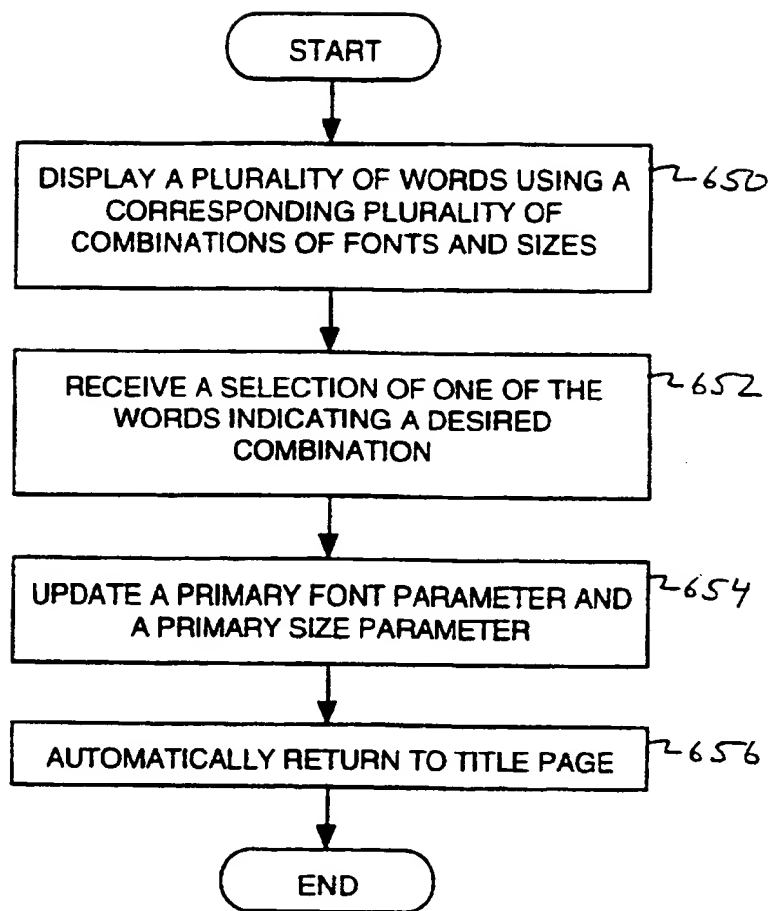 START
DISPLAY A PLURALITY OF WORDS USING A
CORRESPONDING PLURALITY OF
COMBINATIONS OF FONTS AND SIZES
650
RECEIVE A SELECTION OF ONE OF THE
WORDS INDICATING A DESIRED
COMBINATION
652
UPDATE A PRIMARY FONT PARAMETER AND
A PRIMARY SIZE PARAMETER
654
AUTOMATICALLY RETURN TO TITLE PAGE
656
END